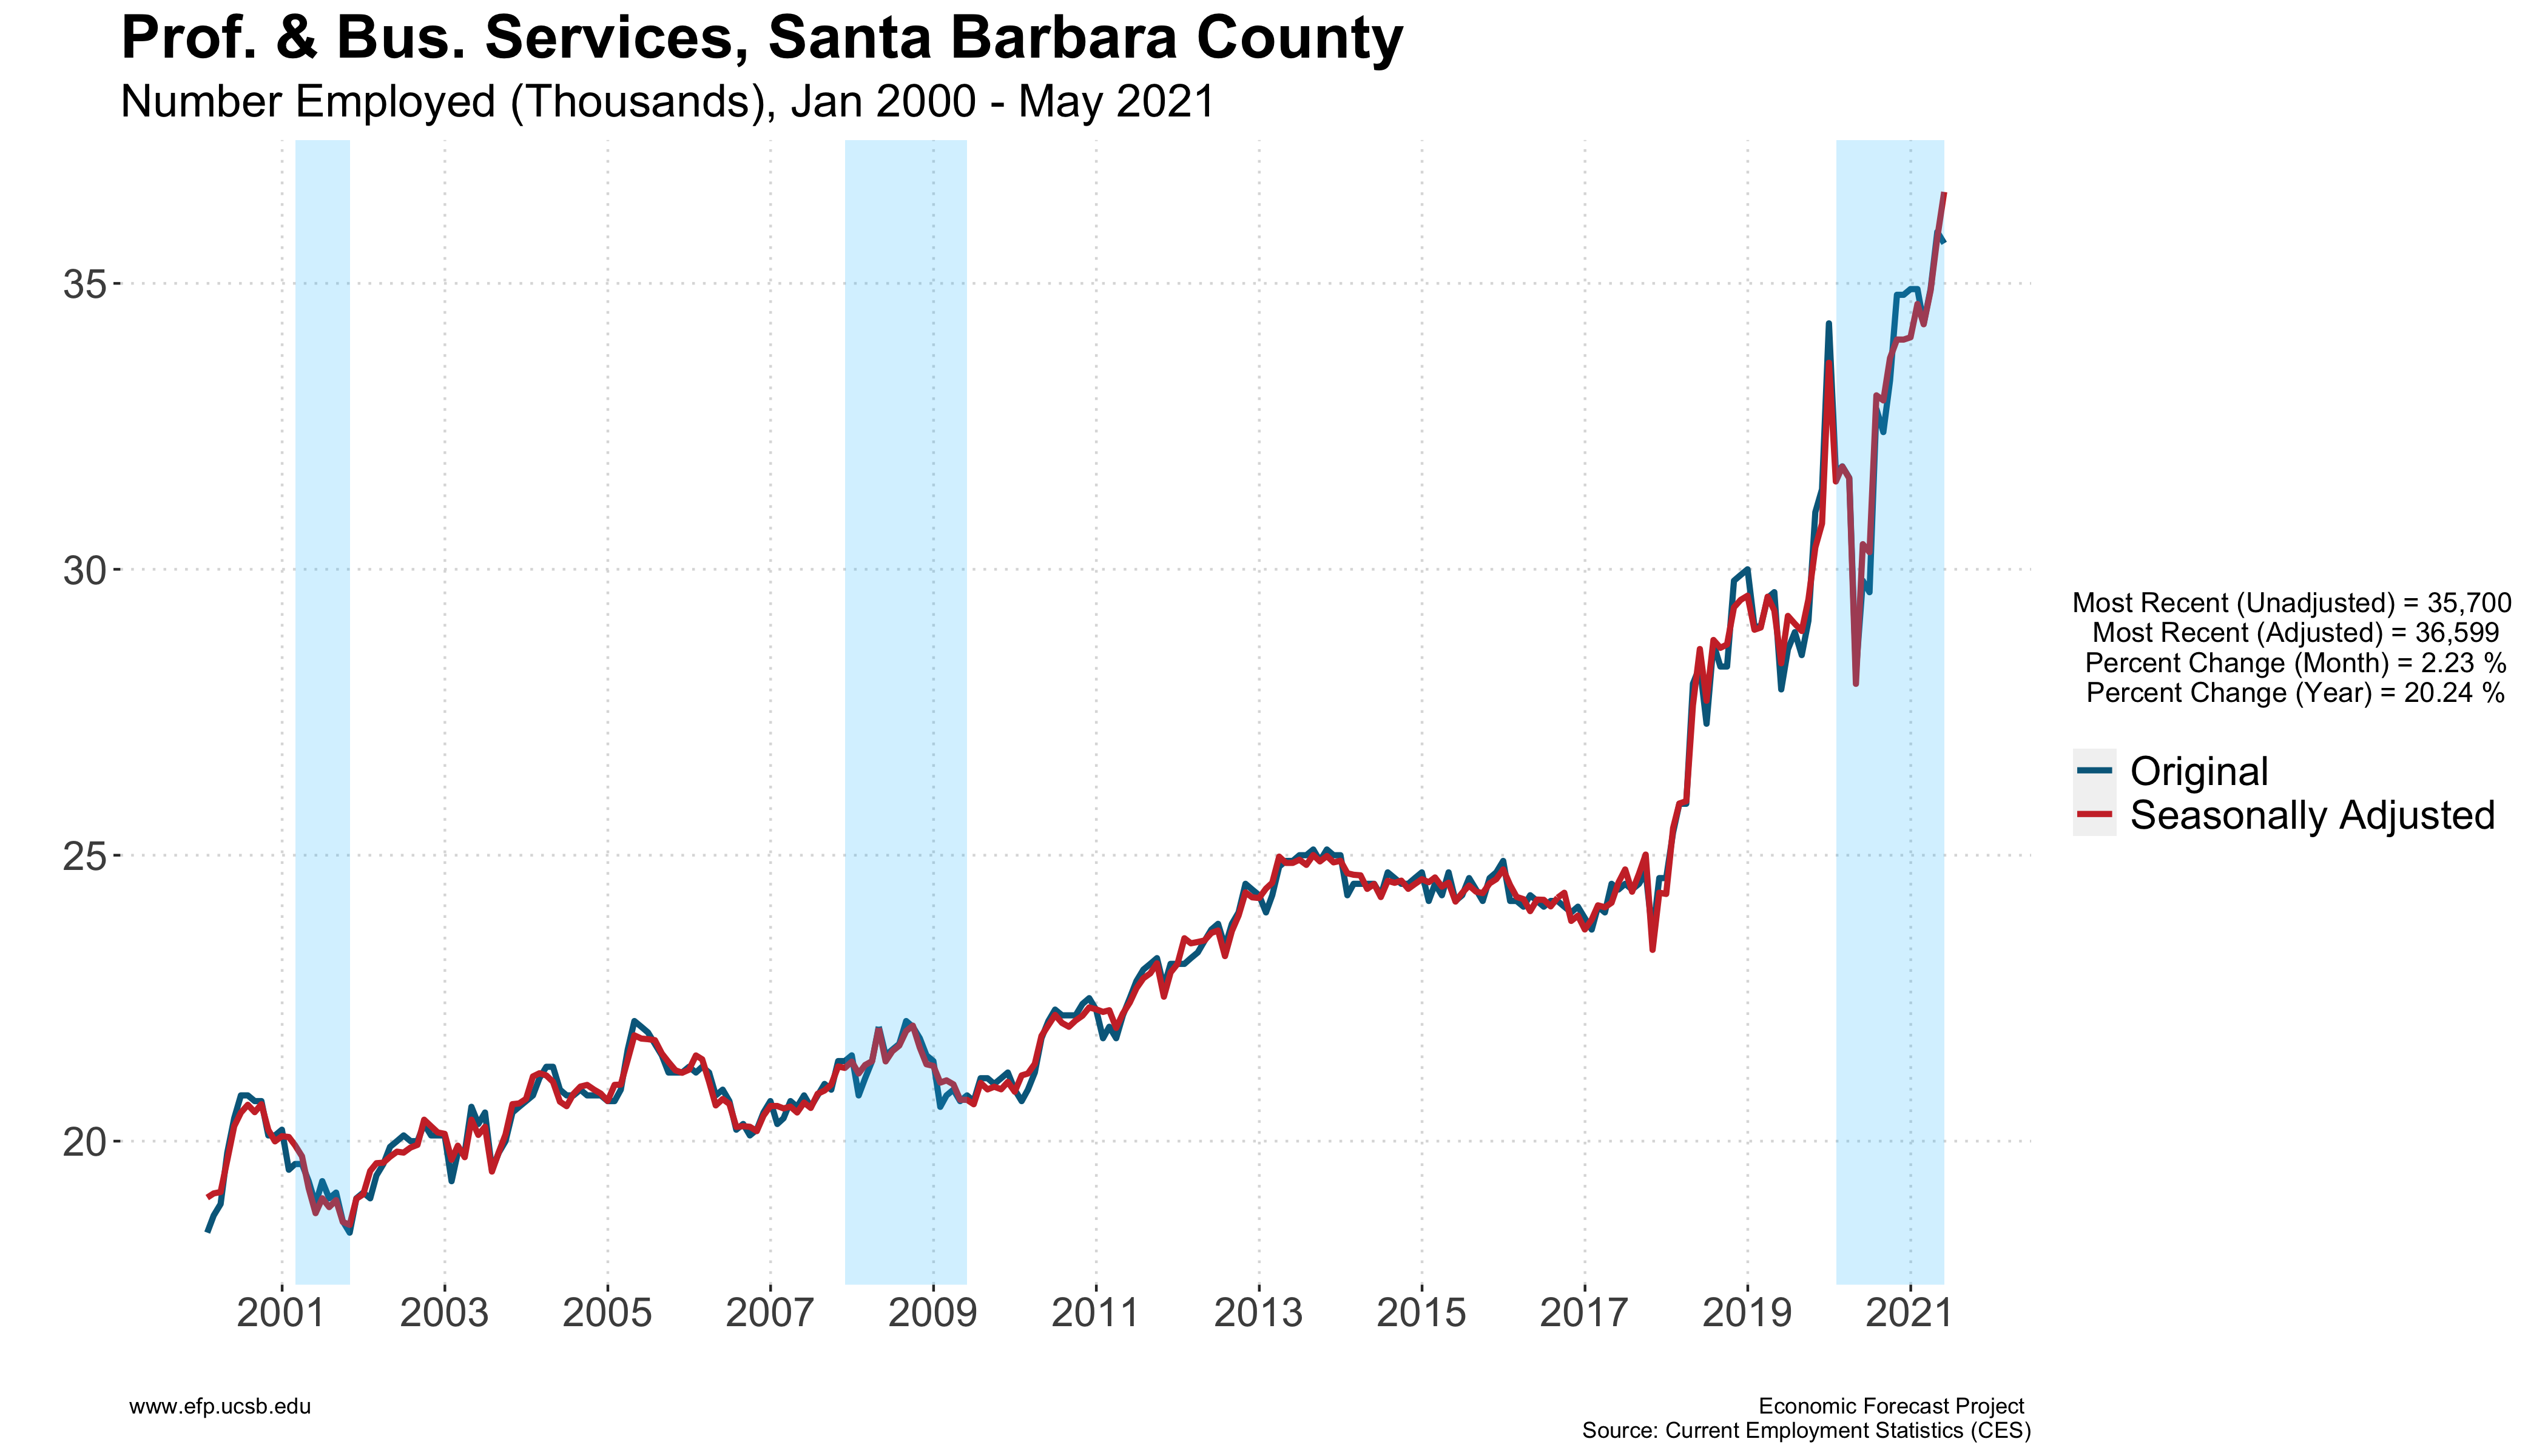 Prof. & Bus. Services, Santa Barbara County
Number Employed (Thousands), Jan 2000 - May 2021
35
30
25
20
2001 2003 2005 2007 2009 2011 2013 2015 2017 2019 2021
Most Recent (Unadjusted) = 35,700
Most Recent (Adjusted) = 36,599
Percent Change (Month) = 2.23 %
Percent Change (Year) = 20.24 %
Original
Seasonally Adjusted
www.efp.ucsb.edu
Economic Forecast Project
Source: Current Employment Statistics (CES)